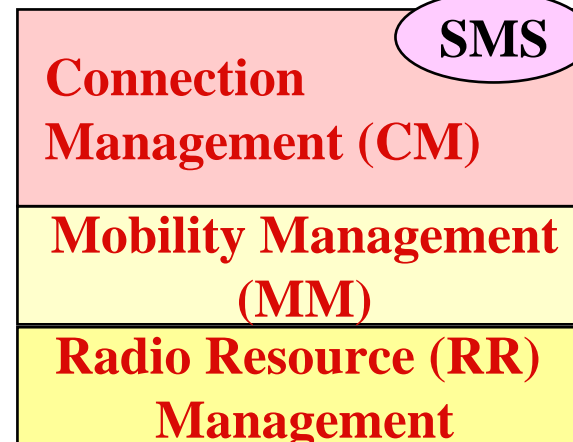 SMS
Connection
Management (CM)
Mobility Management
(MM)
Radio Resource (RR)
Management